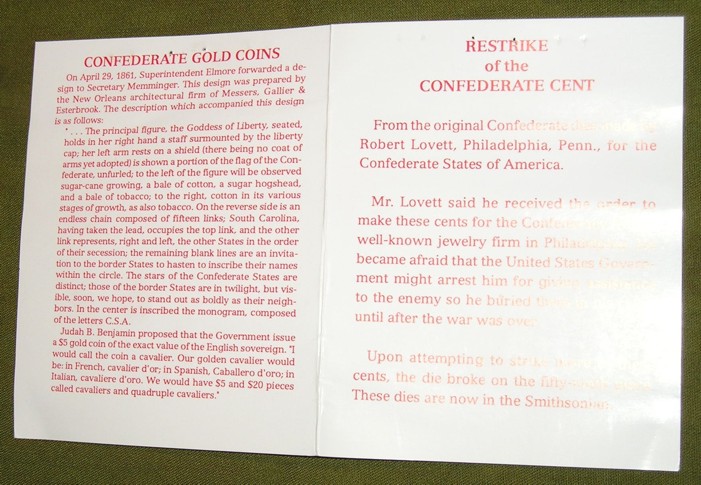 CONFEDERATE GOLD COINS
On April 29, 1861, Superintendent Elmore forwarded a de-
sign to Secretary Memminger. This design was prepared by
the New Orleans architectural firm of Messers, Gallier &
Esterbrook. The description which accompanied this design
is as follows:
". . . The principal figure, the Goddess of Liberty, seated,
holds in her right hand a staff surmounted by the liberty
cap; her left arm rests on a shield (there being no coat of
arms yet adopted) is shown a portion of the flag of the Con-
federate, unfurled; to the left of the figure will be observed
sugar-cane growing, a bale of cotton, a sugar hogshead,
and a bale of tobacco; to the right, cotton in its various
stages of growth, as also tobacco. On the reverse side is an
endless chain composed of fifteen links; South Carolina,
having taken the lead, occupies the top link, and the other
link represents, right and left, the other States in the order
of their secession; the remaining blank lines are an invita-
tion to the border States to hasten to inscribe their names
within the circle. The stars of the Confederate States are
distinct; those of the border States are in twilight, but vis-
ible, soon, we hope, to stand out as boldly as their neigh-
bors. In the center is inscribed the monogram, composed
of the letters C.S.A.
Judah B. Benjamin proposed that the Government issue
a $5 gold coin of the exact value of the English sovereign. "I
would call the coin a cavalier. Our golden cavalier would
be: in French, cavalier d'or; in Spanish, Caballero d'oro; in
Italian, cavaliere d'oro. We would have $5 and $20 pieces
called cavaliers and quadruple cavaliers."
RESTRIKE
of the
CONFEDERATE CENT
From the original Confederate
Robert Lovett, Philadelphia, Penn., for the
Confederate States of America.
Mr. Lovett said he received the order to
make these cents for the
well-known jewelry firm in
became afraid that the United States Govern-
ment might arrest him for giving
to the enemy so he buried
until after the war was over.
Upon attempting to strike
cents, the die broke on the
These dies are now in the Smithsonian.